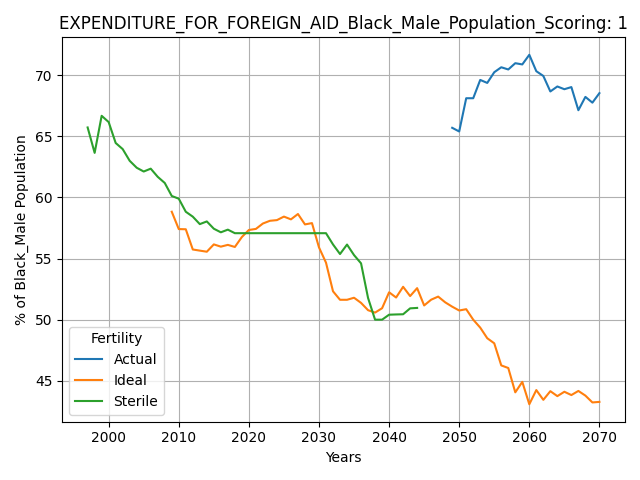 EXPENDITURE_FOR_FOREIGN_AID_Black_Male_Population_Scoring: 1
% of Black_Male Population
70
65
60
55
50
45
Fertility
Actual
Ideal
Sterile
2000 2010 2020 2030 2040 2050 2060 2070
Years